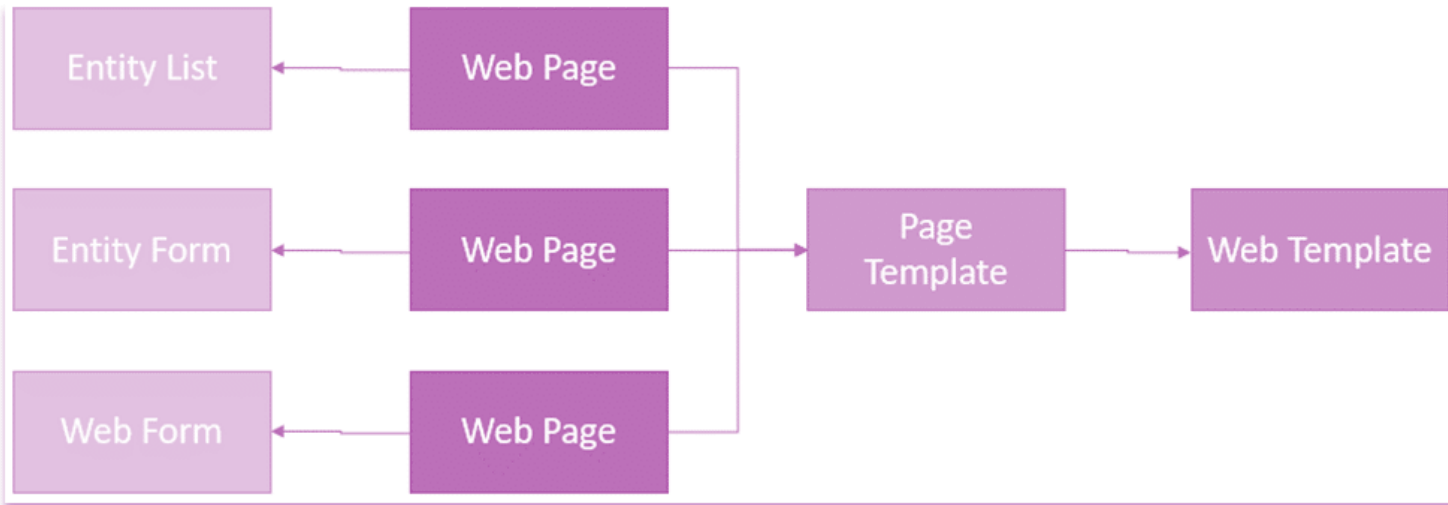 Entity List
Web Page
Entity Form
Web Page
Page
Template
Web Template
Web Form
Web Page